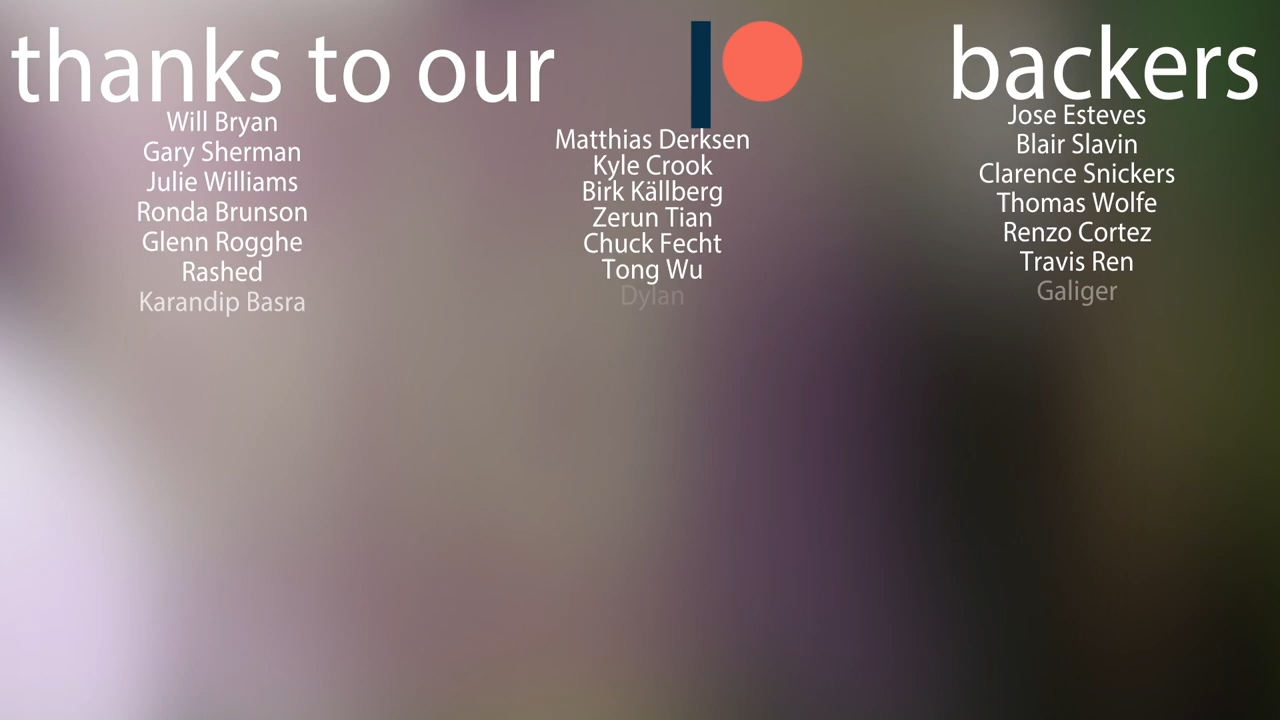 thanks to our
backers
Will Bryan
Gary Sherman
Julie Williams
Ronda Brunson
Glenn Rogghe
Rashed
Karandip Basra
Matthias Derksen
Kyle Crook
Birk Källberg
Zerun Tian
Chuck Fecht
Tong Wu
Dylan
Jose Esteves
Blair Slavin
Clarence Snickers
Thomas Wolfe
Renzo Cortez
Travis Ren
Galiger